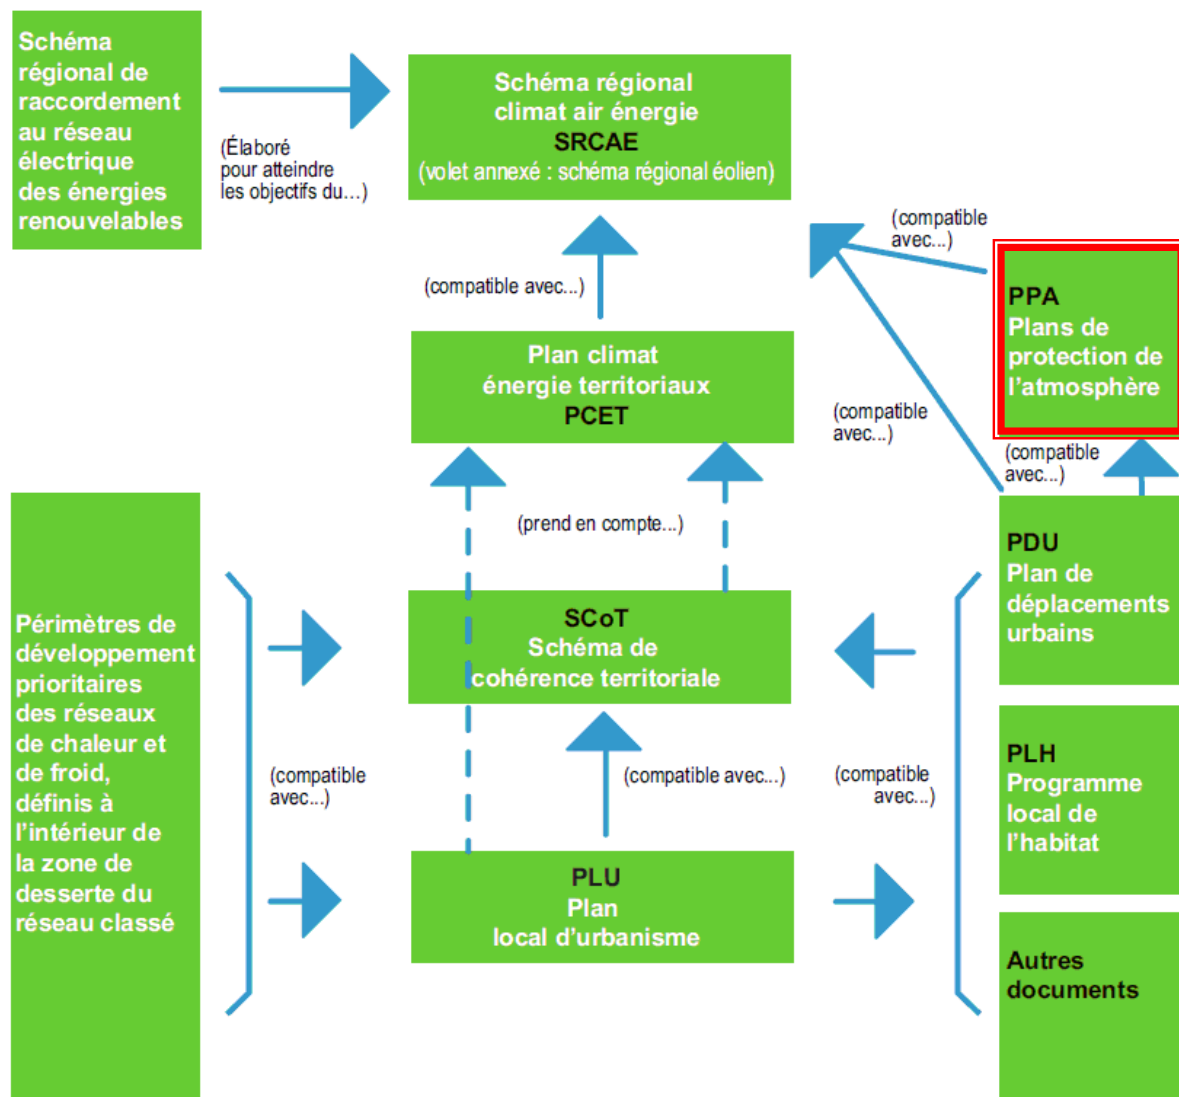 Schéma
régional de
raccordement
au réseau
électrique
des énergies
renouvelables
(Élaboré
pour atteindre
les objectifs du...)
Schéma régional
climat air énergie
SRCAE
(volet annexé : schéma régional éolien)
(compatible
avec...)
PPA
Plans de
protection de
l'atmosphère
(compatible avec...)
Plan climat
énergie territoriaux
PCET
(compatible
avec...)
(compatible
avec...)
(prend en compte...)
PDU
Plan de
déplacements
urbains
Périmètres de
développement
prioritaires
des réseaux
de chaleur et
de froid,
définis à
l'intérieur de
la zone de
desserte du
réseau classé
SCoT
Schéma de
cohérence territoriale
(compatible
avec...)
(compatible avec...)
(compatible
avec...)
PLH
Programme
local de
l'habitat
PLU
Plan
local d'urbanisme
Autres
documents